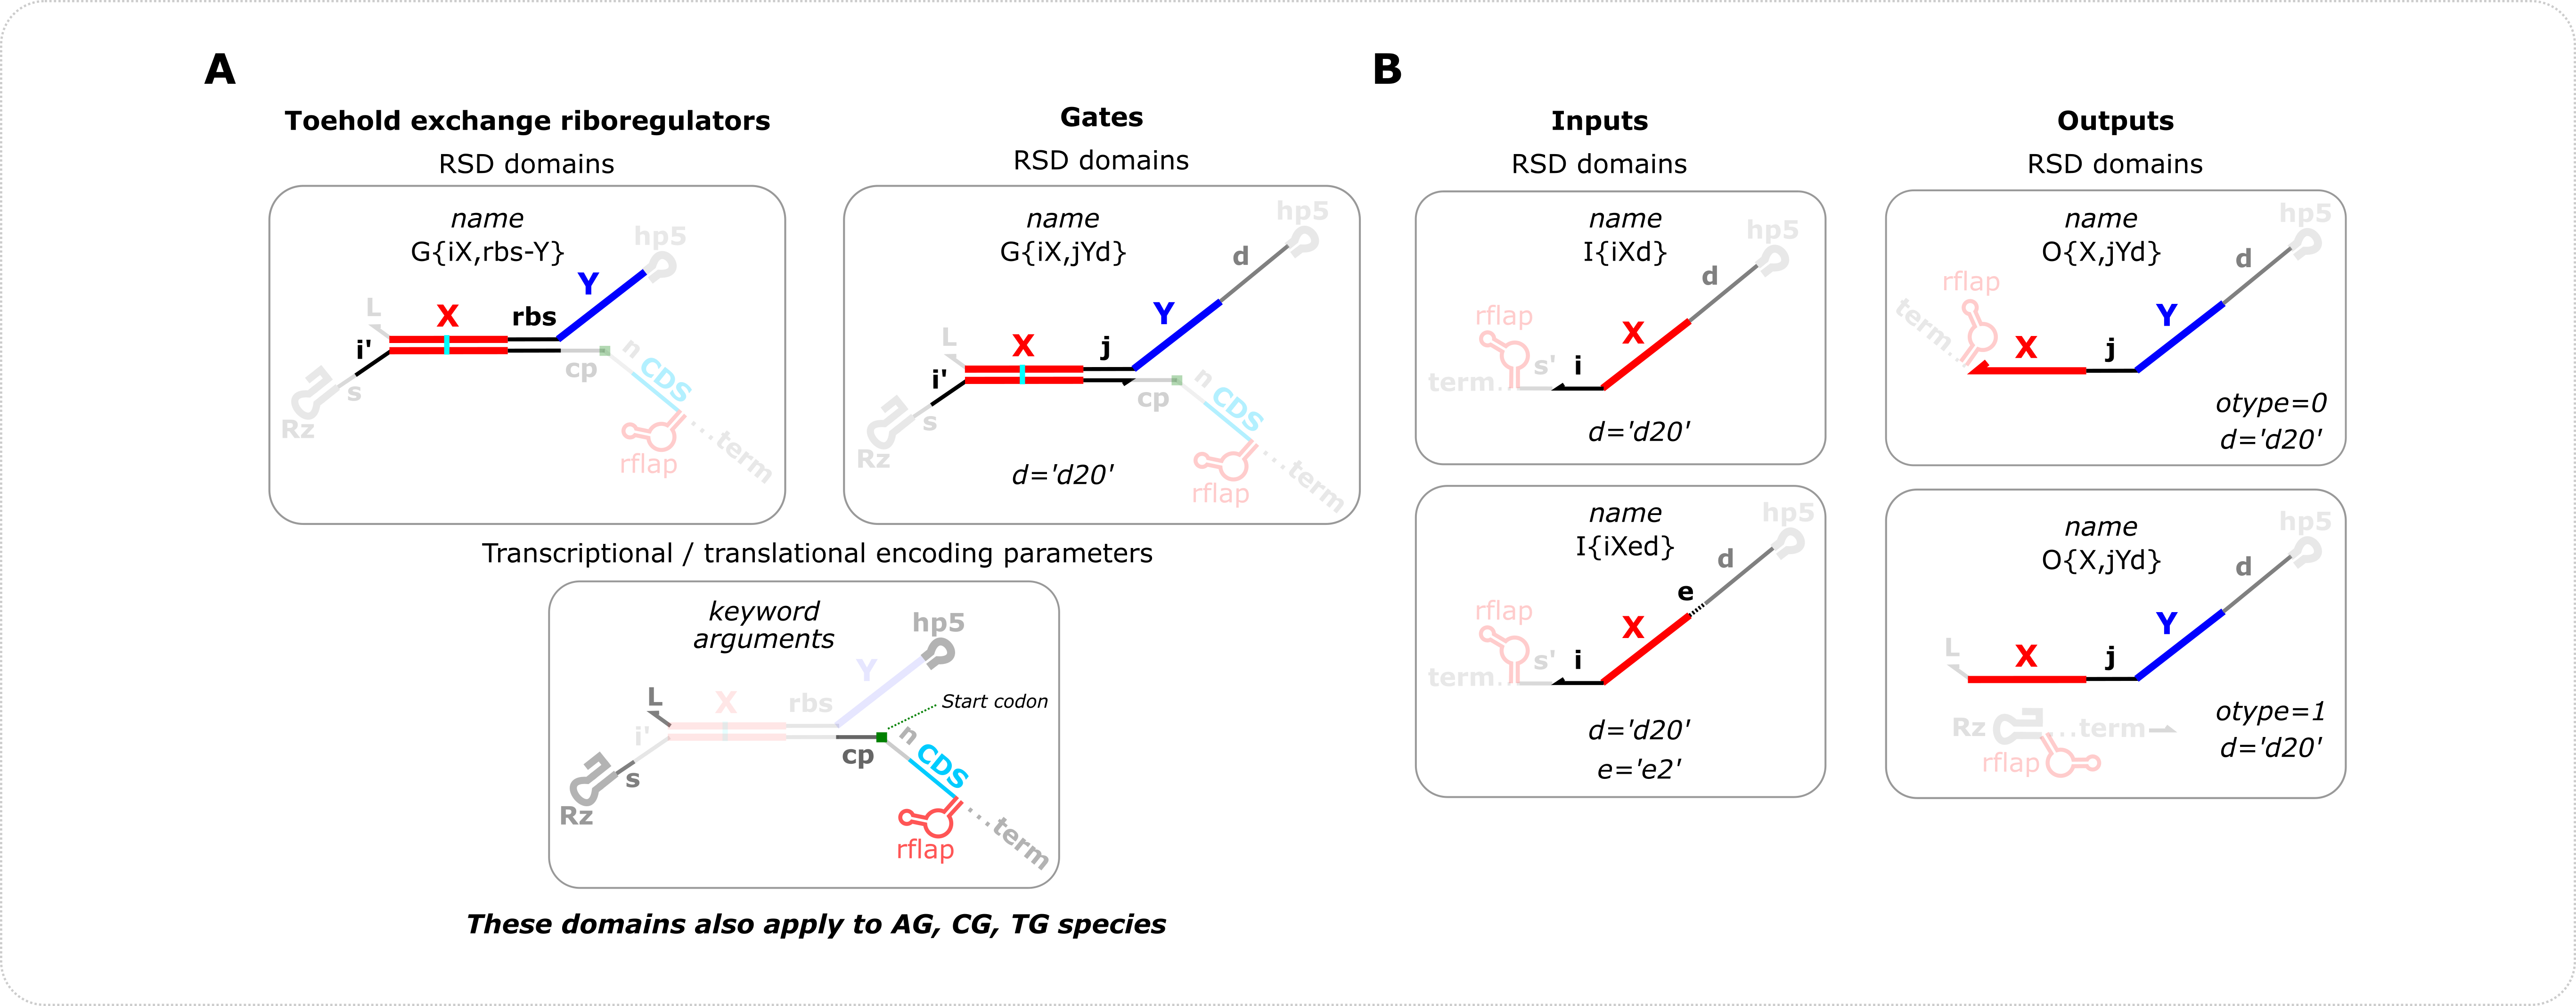 A
Toehold exchange riboregulators
RSD domains
name
G{iX,rbs-Y}
hp5
Y
L
X
rbs
i'
s
Rz
cp
n
CDS
rflap
...term
Gates
RSD domains
name
G{iX,jYd}
hp5
d
Y
L
X
j
i'
s
Rz
cp
n
CDS
rflap
...term
d='d20'
Transcriptional / translational encoding parameters
keyword
arguments
hp5
Y
L
X
rbs
Start codon
i'
s
Rz
cp
n
CDS
rflap
...term
These domains also apply to AG, CG, TG species
B
Inputs
RSD domains
name
I{iXd}
hp5
d
rflap
X
s'
i
term...
d='d20'
name
I{iXed}
hp5
d
e
rflap
X
s'
i
term...
d='d20'
e='e2'
Outputs
RSD domains
name
O{X,jYd}
hp5
d
rflap
term...
Y
X
j
otype=0
d='d20'
name
O{X,jYd}
hp5
d
Y
L
X
j
Rz
...term
rflap
otype=1
d='d20'